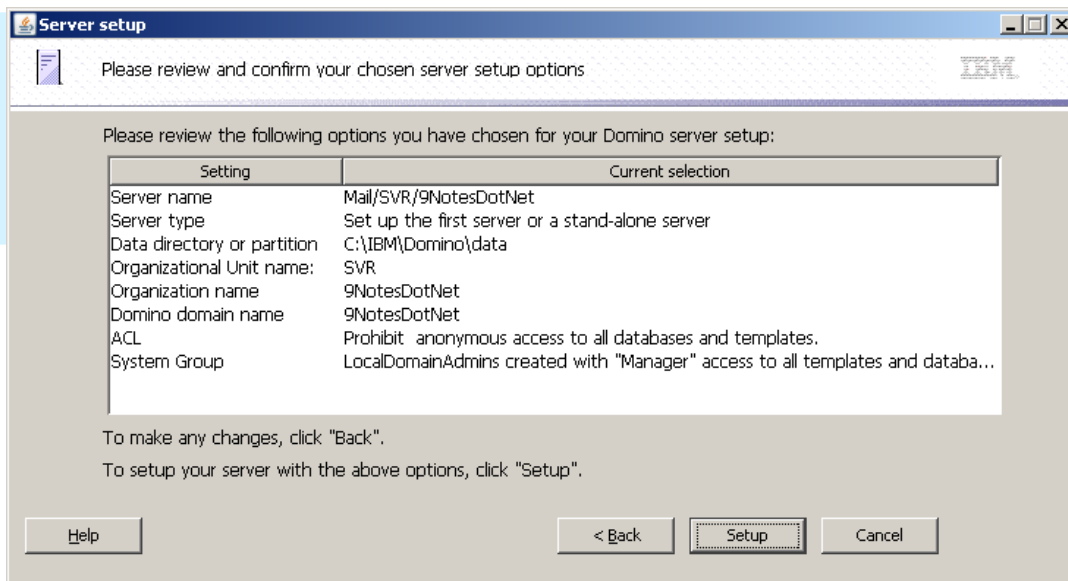 Server setup
Please review and confirm your chosen server setup options
IBM
Please review the following options you have chosen for your Domino server setup:
Setting Current selection
Server name Mail/SVR/9NotesDotNet
Server type Set up the first server or a stand-alone server
Data directory or partition C:\IBM\Domino\data
Organizational Unit name: SVR
Organization name 9NotesDotNet
Domino domain name 9NotesDotNet
ACL Prohibit anonymous access to all databases and templates.
System Group LocalDomainAdmins created with "Manager" access to all templates and databa...
To make any changes, click "Back".
To setup your server with the above options, click "Setup".
Help < Back Setup Cancel